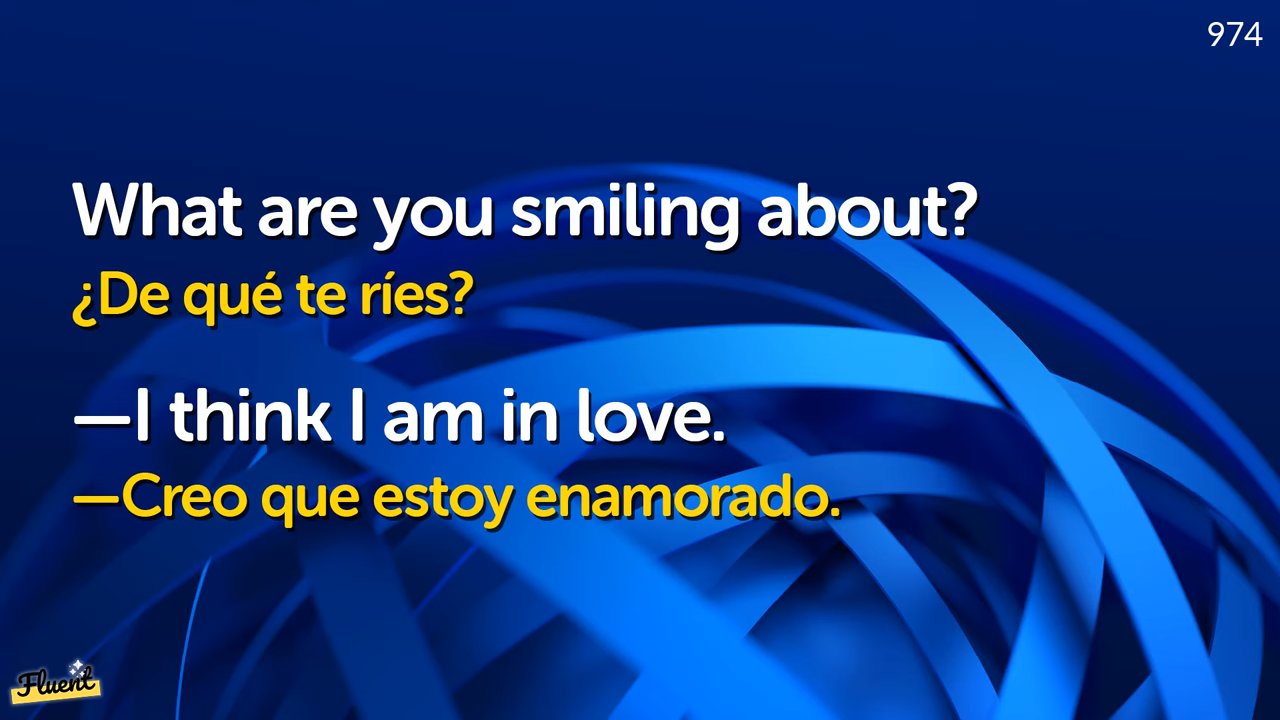 974
What are you smiling about?
¿De qué te ríes?
—I think I am in love.
—Creo que estoy enamorado.
Fluent